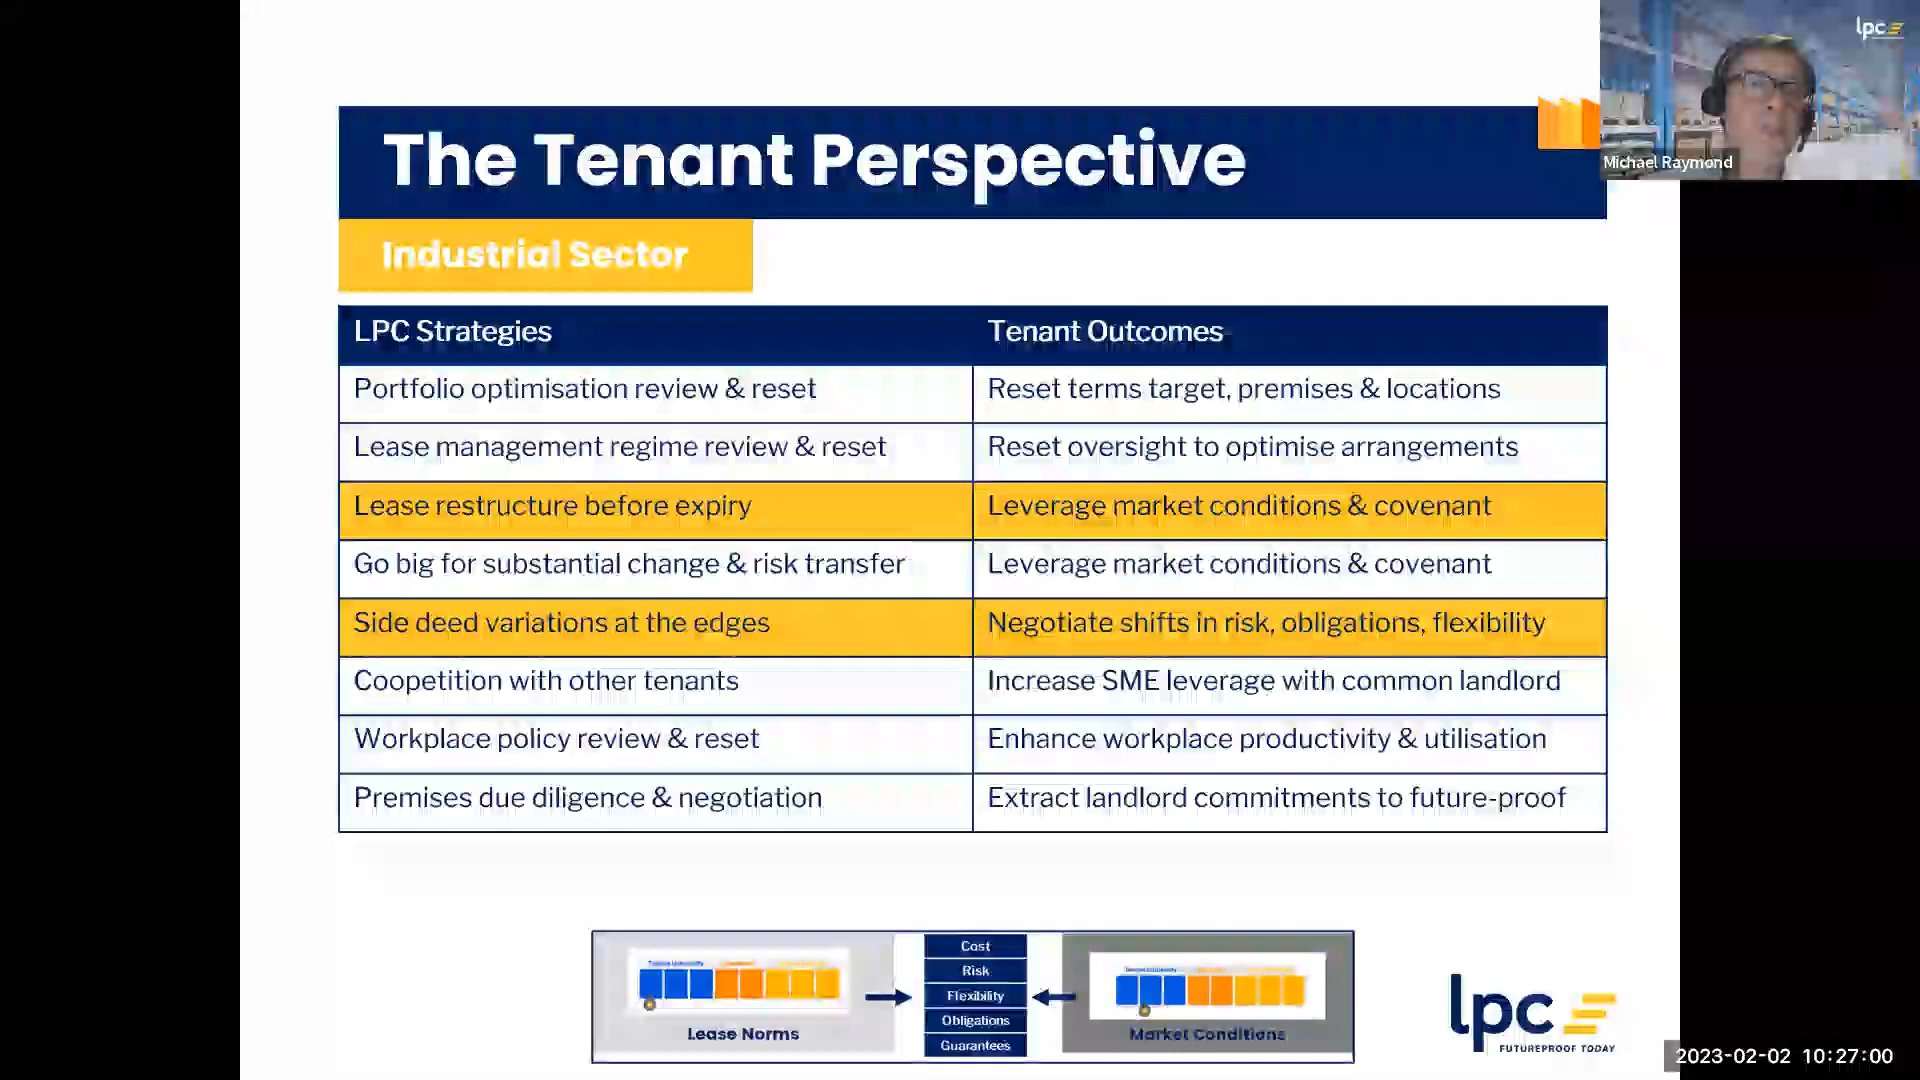 lpc
Michael Raymond
The Tenant Perspective
Industrial Sector
LPC Strategies Tenant Outcomes
Portfolio optimisation review & reset Reset terms target, premises & locations
Lease management regime review & reset Reset oversight to optimise arrangements
Lease restructure before expiry Leverage market conditions & covenant
Go big for substantial change & risk transfer Leverage market conditions & covenant
Side deed variations at the edges Negotiate shifts in risk, obligations, flexibility
Coopetition with other tenants Increase SME leverage with common landlord
Workplace policy review & reset Enhance workplace productivity & utilisation
Premises due diligence & negotiation Extract landlord commitments to future-proof
Cost
Risk
Flexibility
Obligations
Guarantees
Lease Norms
Market Conditions
lpc
FUTUREPROOF TODAY
2023-02-02 10:27:00